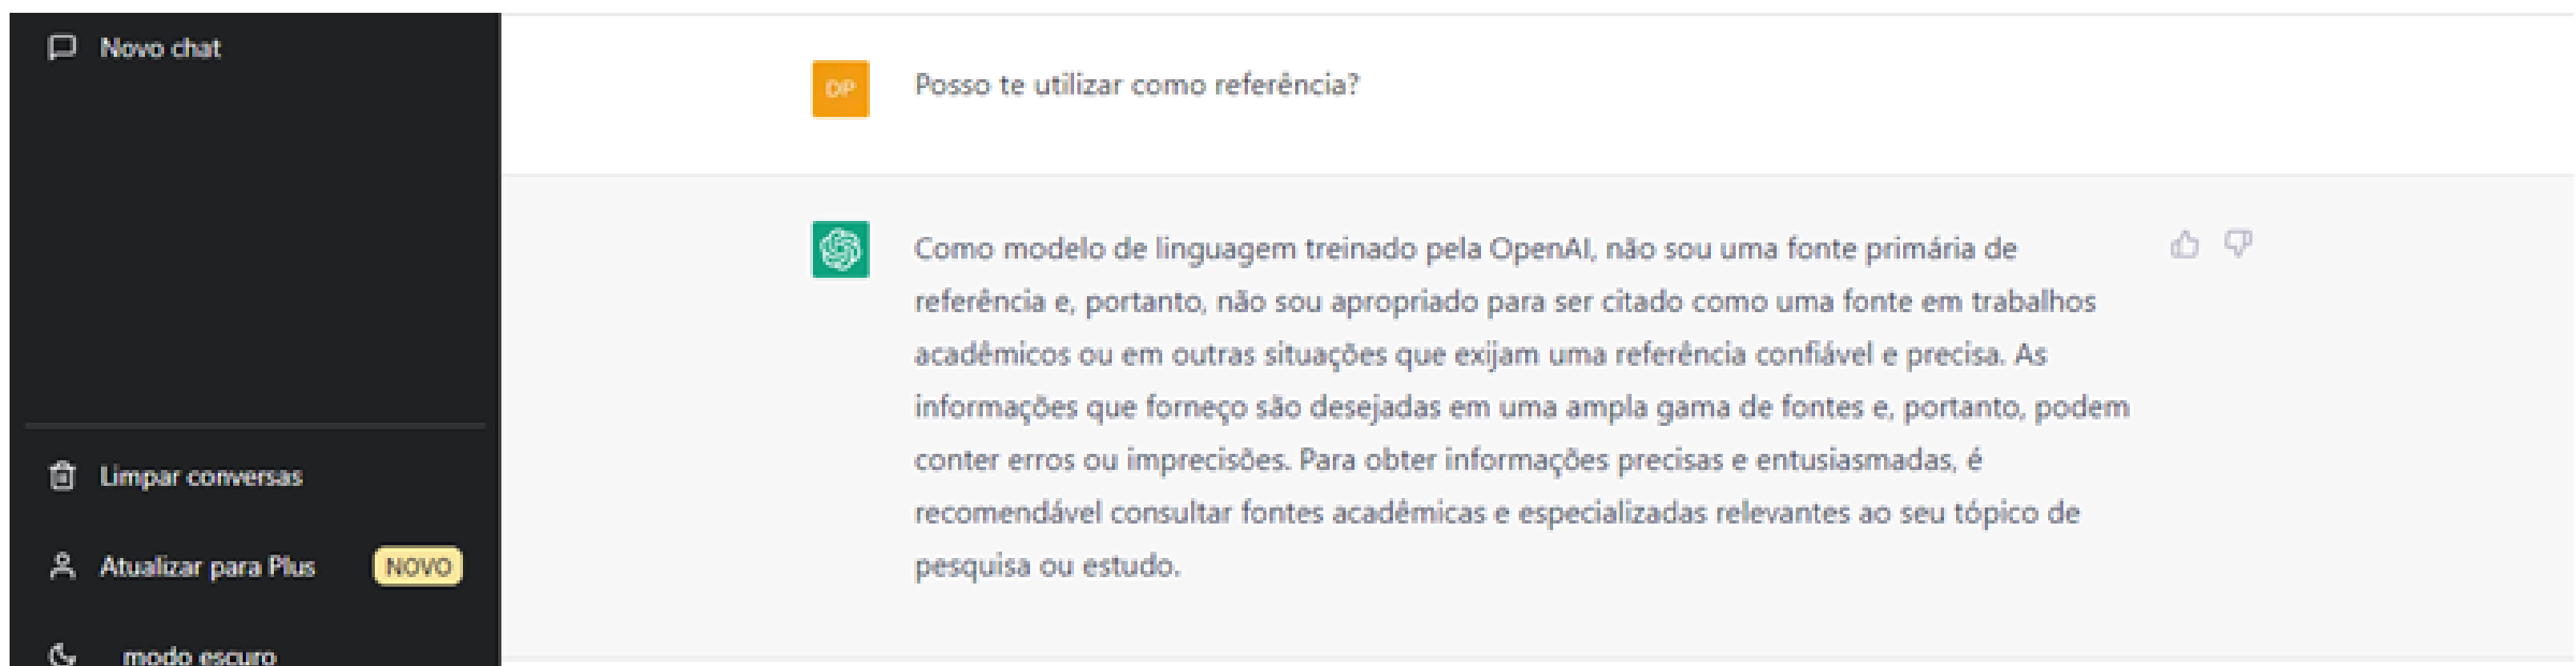 Novo chat
Limpar conversas
Atualizar para Plus NOVO
modo escuro
DP Posso te utilizar como referência?
Como modelo de linguagem treinado pela OpenAI, não sou uma fonte primária de
referência e, portanto, não sou apropriado para ser citado como uma fonte em trabalhos
acadêmicos ou em outras situações que exijam uma referência confiável e precisa. As
informações que forneço são desejadas em uma ampla gama de fontes e, portanto, podem
conter erros ou imprecisões. Para obter informações precisas e entusiasmadas, é
recomendável consultar fontes acadêmicas e especializadas relevantes ao seu tópico de
pesquisa ou estudo.